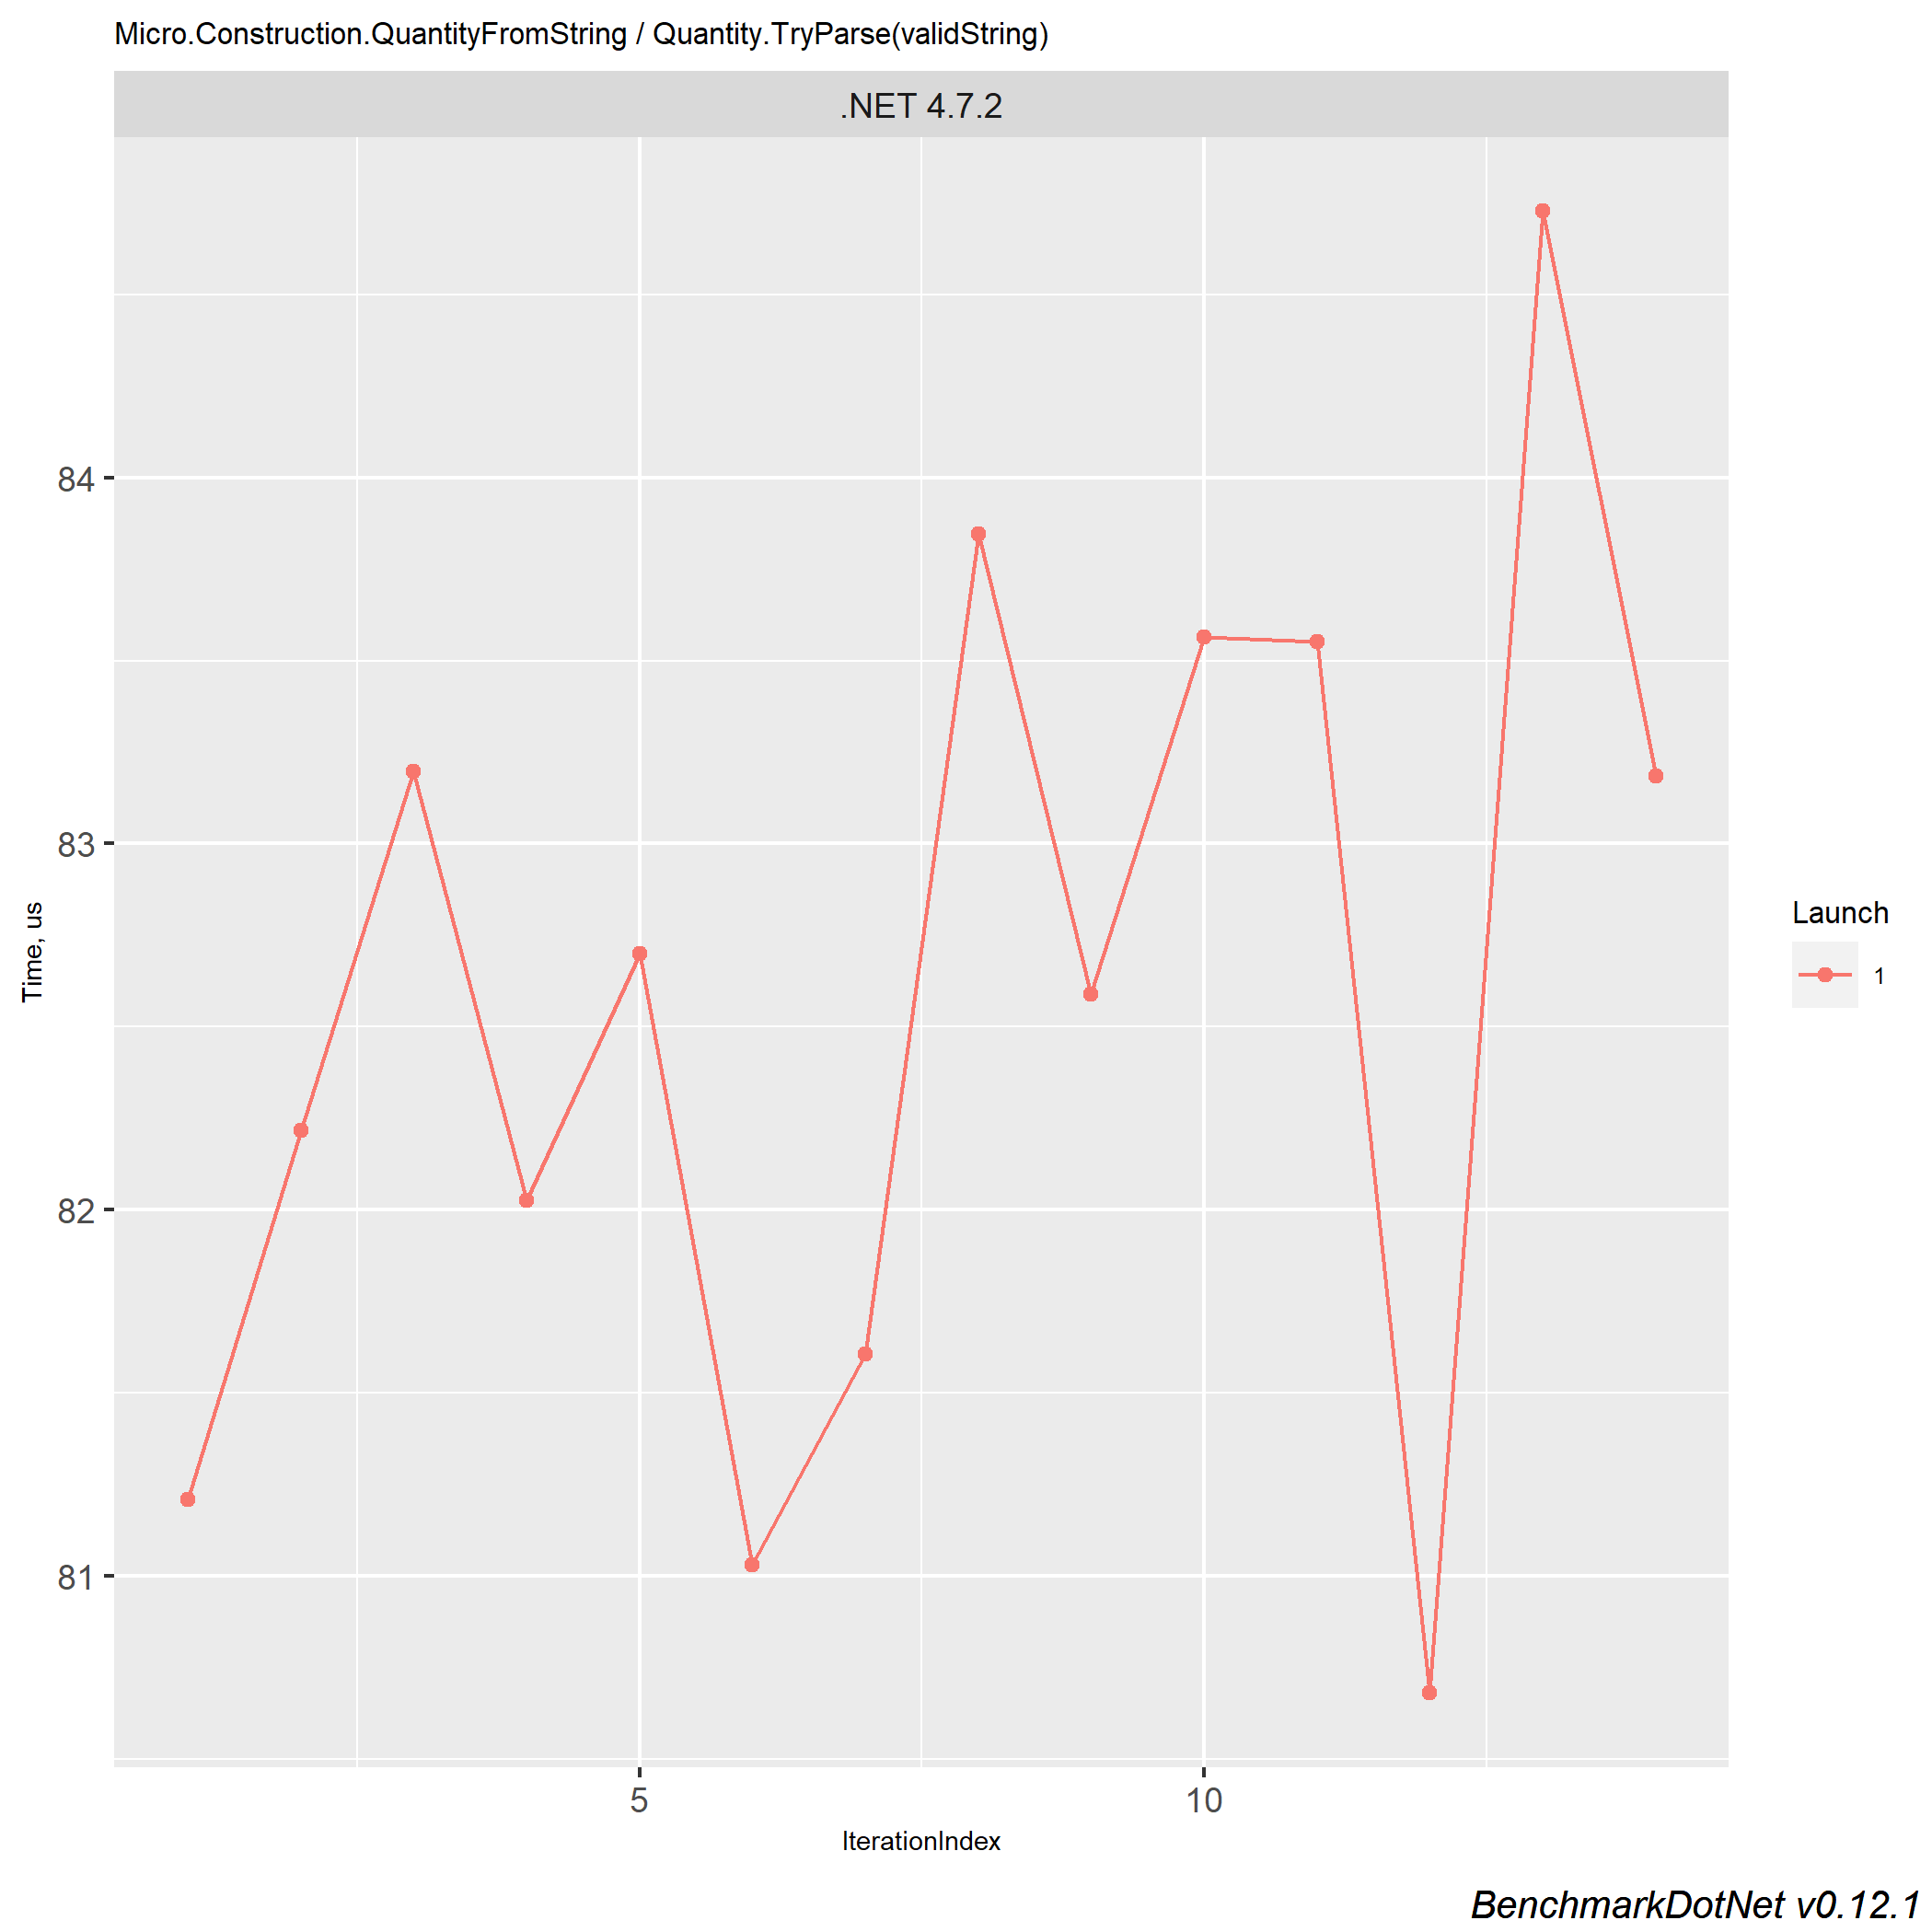 Micro.Construction.QuantityFromString / Quantity.TryParse(validString)
.NET 4.7.2
84
83
82
81
Time, us
5
10
IterationIndex
Launch
1
BenchmarkDotNet v0.12.1